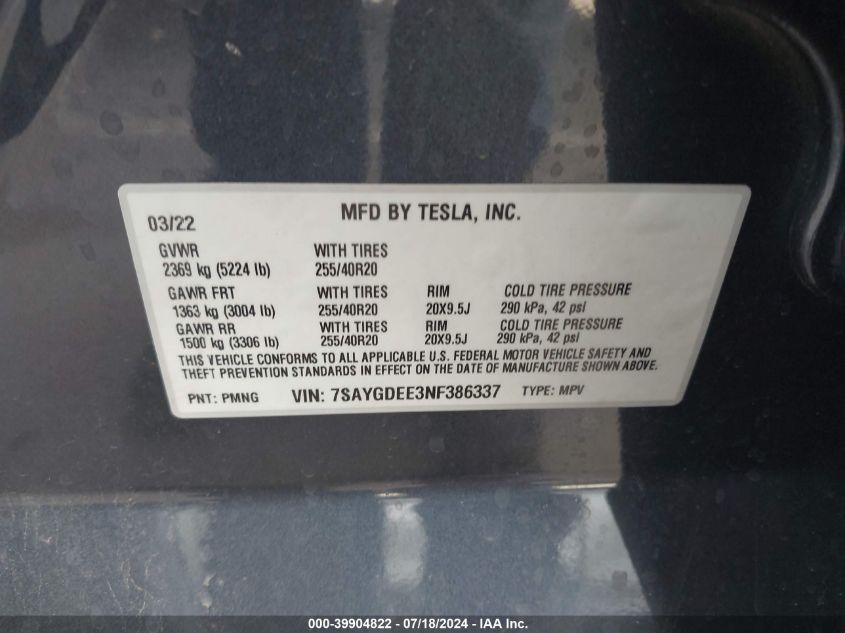 03/22 MFD BY TESLA, INC.
GVWR WITH TIRES
2369 kg (5224 lb) 255/40R20
GAWR FRT WITH TIRES RIM COLD TIRE PRESSURE
1363 kg (3004 lb) 255/40R20 20X9.5J 290 kPa, 42 psi
GAWR RR WITH TIRES RIM COLD TIRE PRESSURE
1500 kg (3306 lb) 255/40R20 20X9.5J 290 kPa, 42 psi
THIS VEHICLE CONFORMS TO ALL APPLICABLE U.S. FEDERAL MOTOR VEHICLE SAFETY AND
THEFT PREVENTION STANDARDS IN EFFECT ON THE DATE OF MANUFACTURE SHOWN ABOVE.
PNT: PMNG VIN: 7SAYGDEE3NF386337 TYPE: MPV
000-39904822 - 07/18/2024 - IAA Inc.